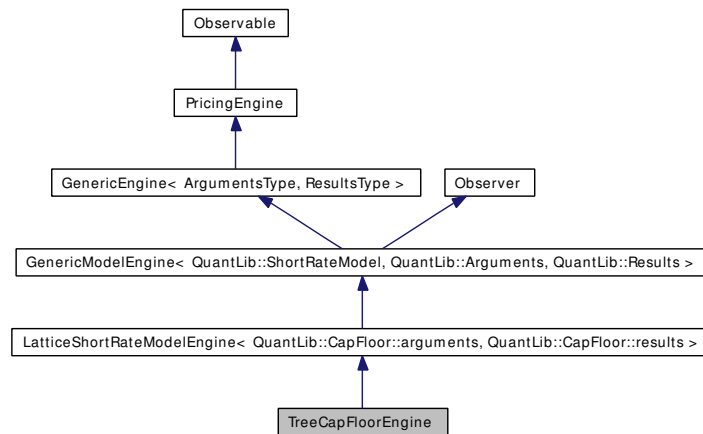 Observable
PricingEngine
GenericEngine< ArgumentsType, ResultsType >
Observer
GenericModelEngine< QuantLib::ShortRateModel, QuantLib::Arguments, QuantLib::Results >
LatticeShortRateModelEngine< QuantLib::CapFloor::arguments, QuantLib::CapFloor::results >
TreeCapFloorEngine